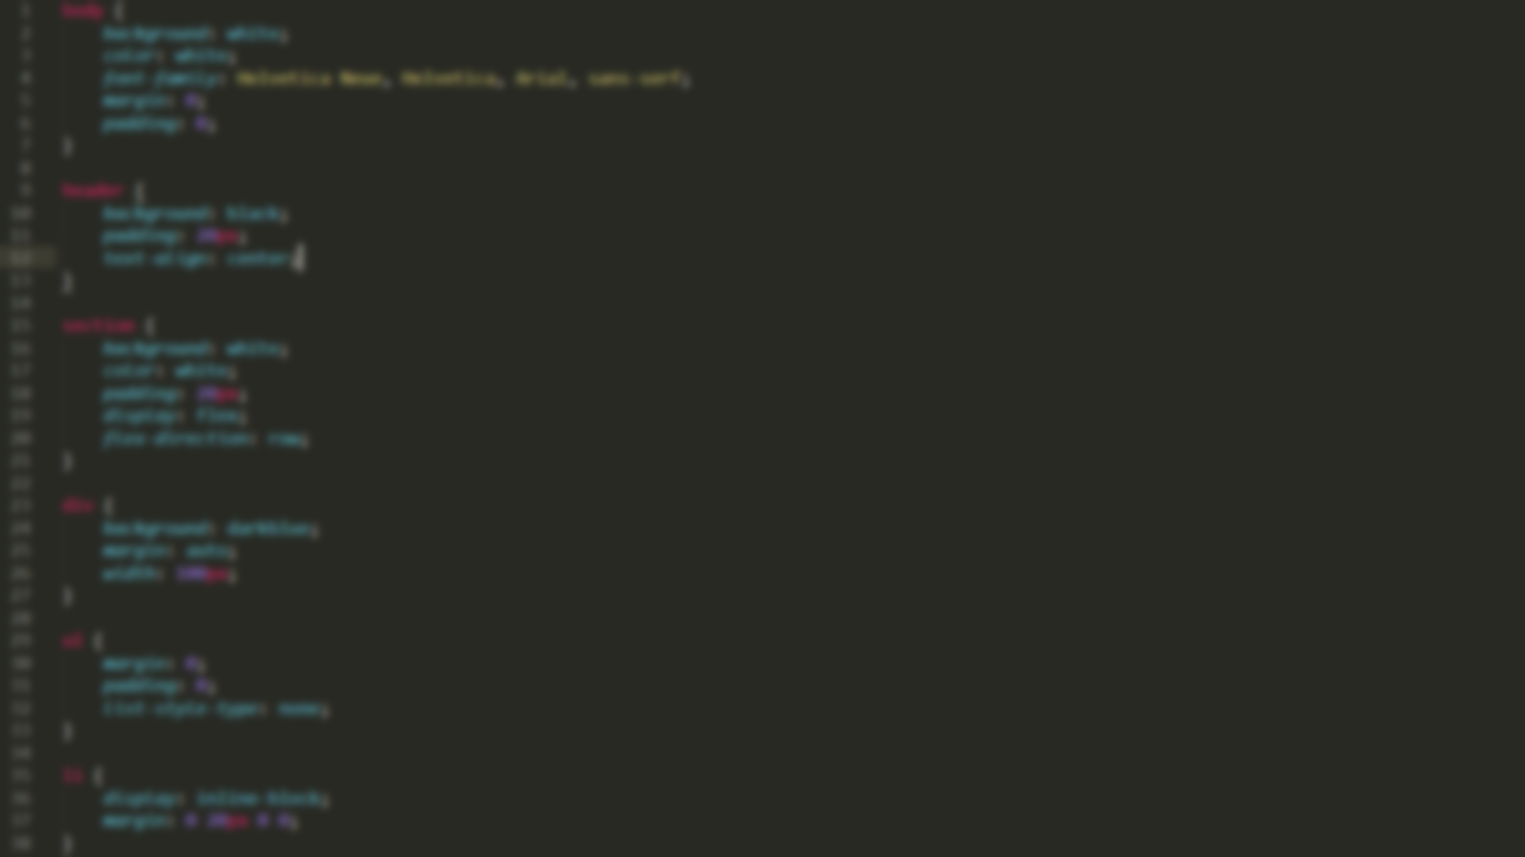 1 body {
2 background: white;
3 color: white;
4 font-family: Helvetica Neue, Helvetica, Arial, sans-serf;
5 margin: 0;
6 padding: 0;
7 }
8
9 header {
10 background: black;
11 padding: 20px;
12 text-align: center;
13 }
14
15 section {
16 background: white;
17 color: white;
18 padding: 20px;
19 display: flex;
20 flex-direction: row;
21 }
22
23 div {
24 background: darkblue;
25 margin: auto;
26 width: 100px;
27 }
28
29 ul {
30 margin: 0;
31 padding: 0;
32 list-style-type: none;
33 }
34
35 li {
36 display: inline-block;
37 margin: 0 20px 0 0;
38 }